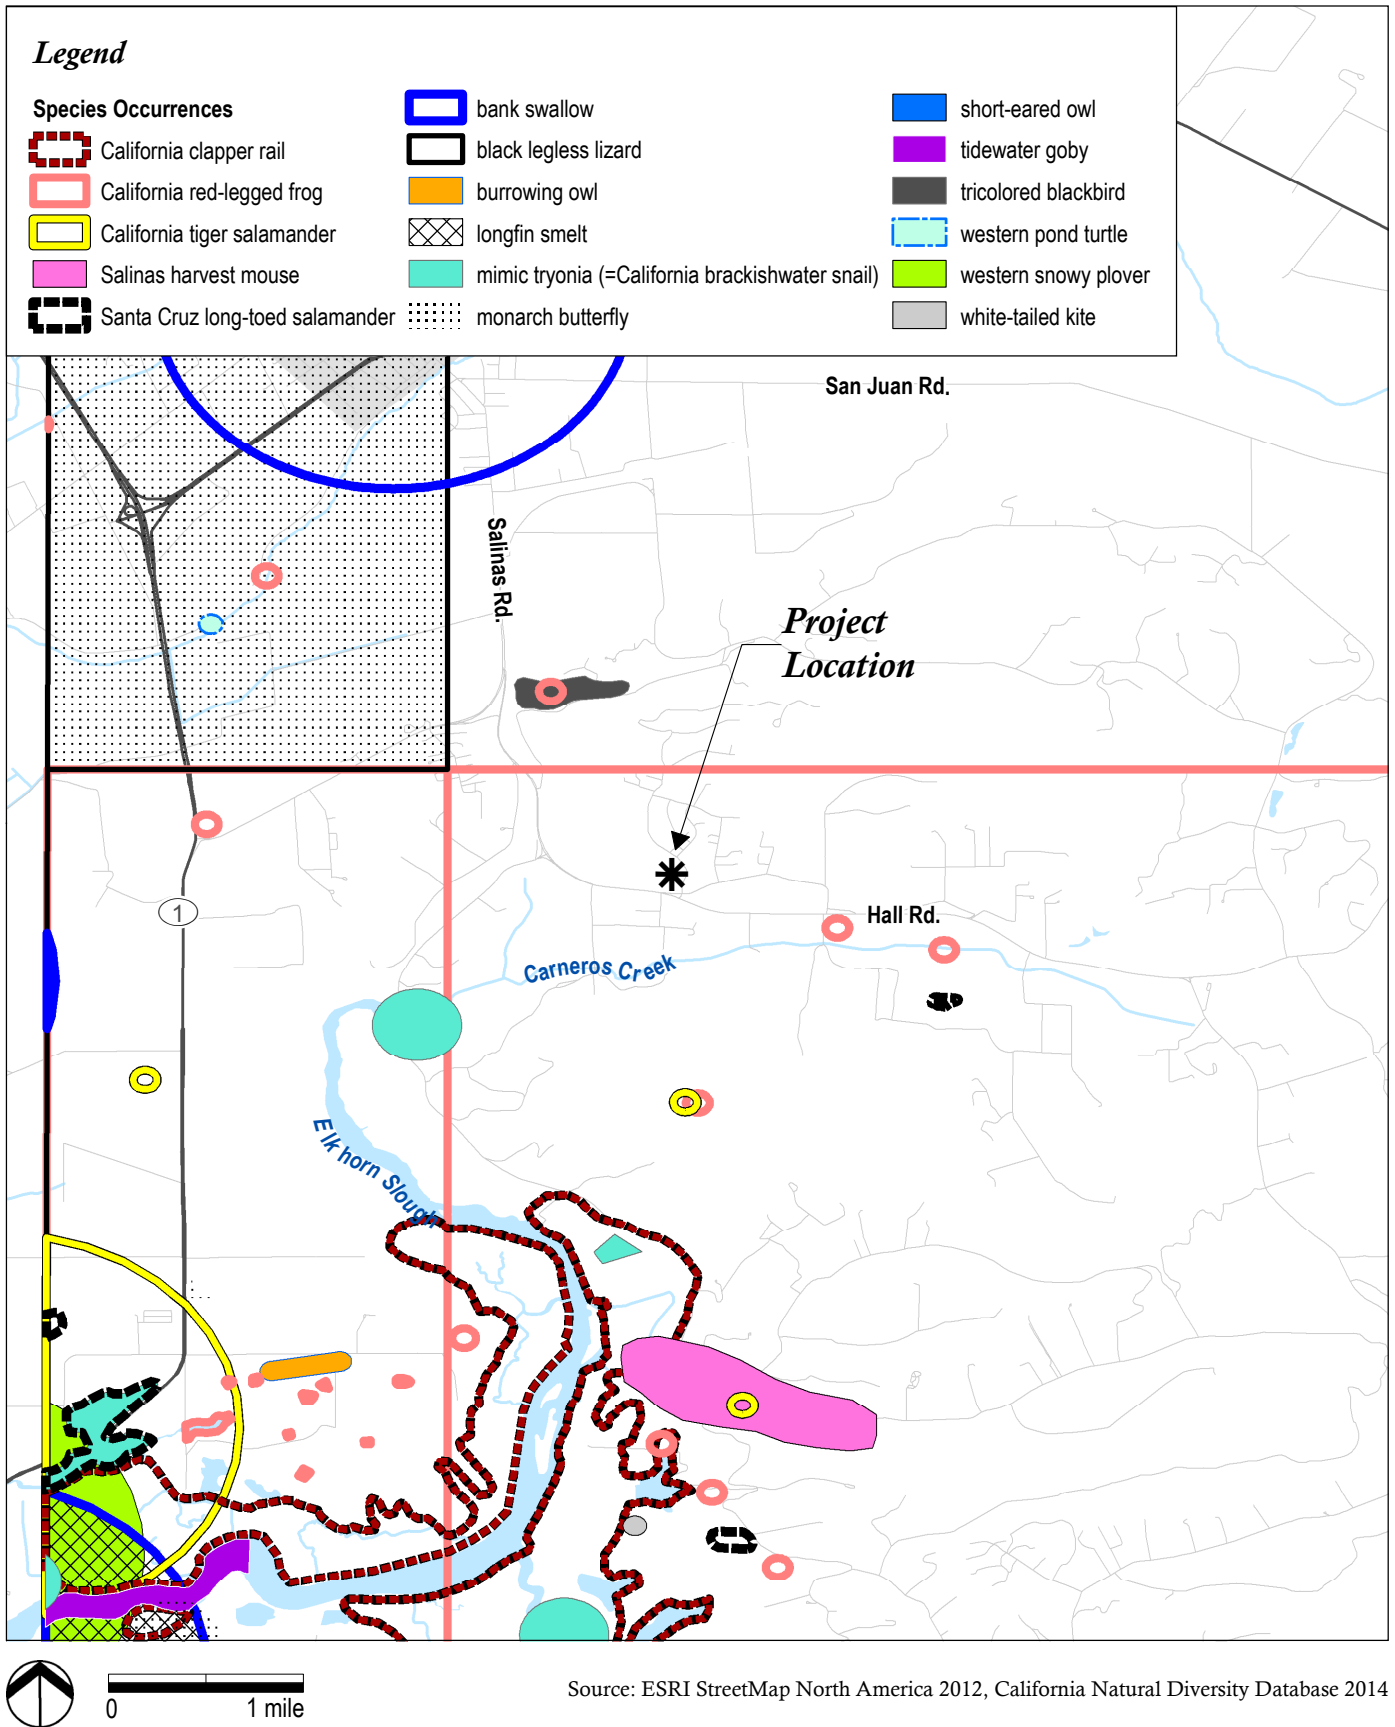 Legend
Species Occurrences
California clapper rail
California red-legged frog
California tiger salamander
Salinas harvest mouse
Santa Cruz long-toed salamander
bank swallow
black legless lizard
burrowing owl
longfin smelt
mimic tryonia (=California brackishwater snail)
monarch butterfly
short-eared owl
tidewater goby
tricolored blackbird
western pond turtle
western snowy plover
white-tailed kite
San Juan Rd.
Salinas Rd.
Project
Location
1
Hall Rd.
Carneros Creek
Elkhorn Slough
0
1 mile
Source: ESRI StreetMap North America 2012, California Natural Diversity Database 2014